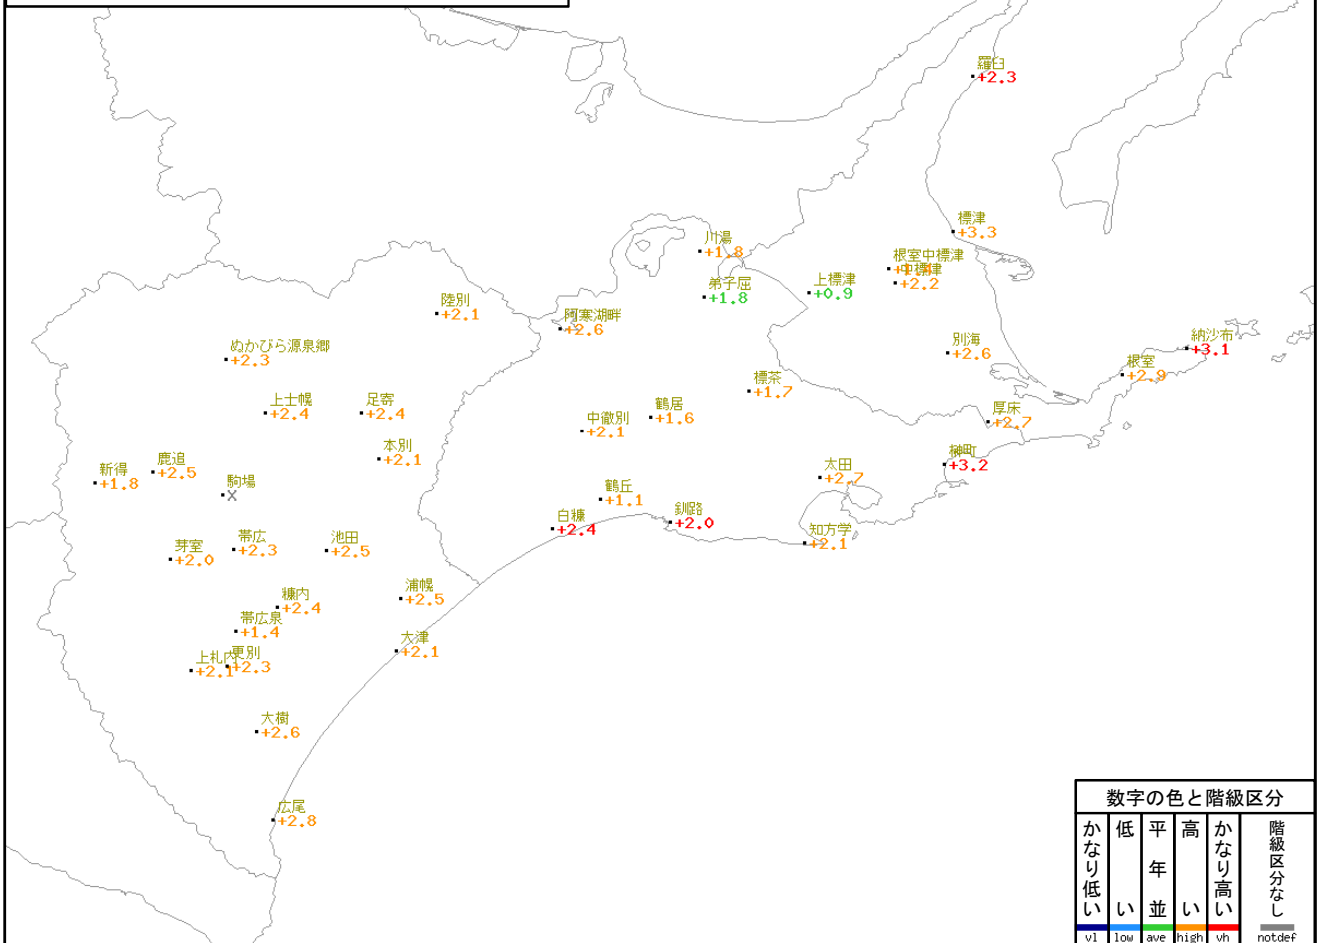 羅臼
+2.3
標津
+3.3
川湯
+1.8
根室中標津
中標津
+2.2
弟子屈
+1.8
上標津
+0.9
陸別
+2.1
阿寒湖畔
+2.6
ぬかびら源泉郷
+2.3
別海
+2.6
納沙布
+3.1
根室
+2.9
標茶
+1.7
上士幌
+2.4
足寄
+2.4
鶴居
+1.6
中徹別
+2.1
厚床
+2.7
本別
+2.1
榊町
+3.2
鹿追
+2.5
新得
+1.8
太田
+2.7
駒場
X
鶴丘
+1.1
白糠
+2.4
釧路
+2.0
知方学
+2.1
帯広
+2.3
池田
+2.5
芽室
+2.0
浦幌
+2.5
糠内
+2.4
帯広泉
+1.4
大津
+2.1
上札内
+2.1
更別
+2.3
大樹
+2.6
広尾
+2.8
数字の色と階級区分
かなり低い
低い
平年並
高い
かなり高い
階級区分なし
vl
low
ave
high
vh
notdef